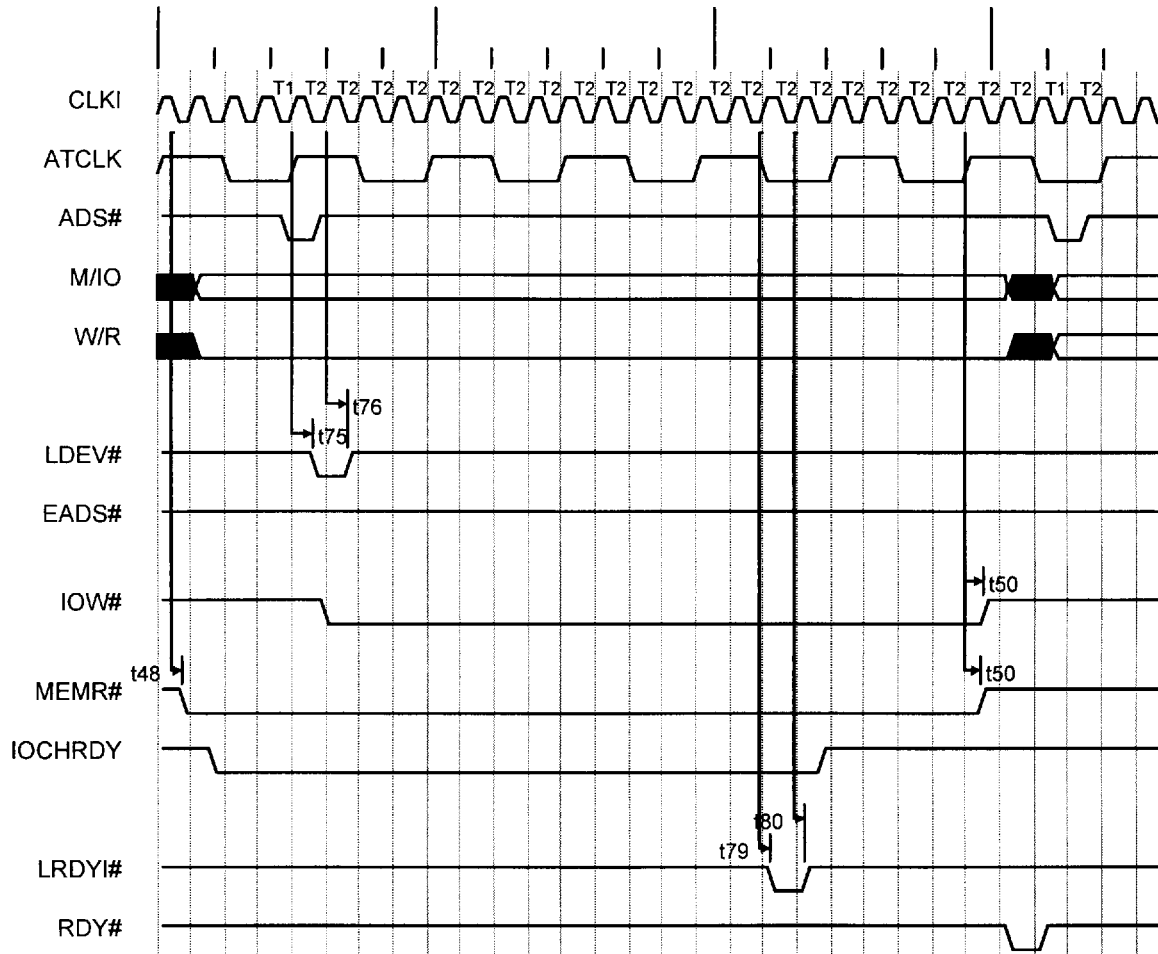 T1 T2 T2 T2 T2 T2 T2 T2 T2 T2 T2 T2 T2 T2 T2 T2 T2 T2 T2 T2 T2 T2 T1 T2
CLKI
ATCLK
ADS#
M/IO
W/R
t76
t75
LDEV#
EADS#
t50
IOW#
t48
t50
MEMR#
IOCHRDY
t80
t79
LRDYI#
RDY#